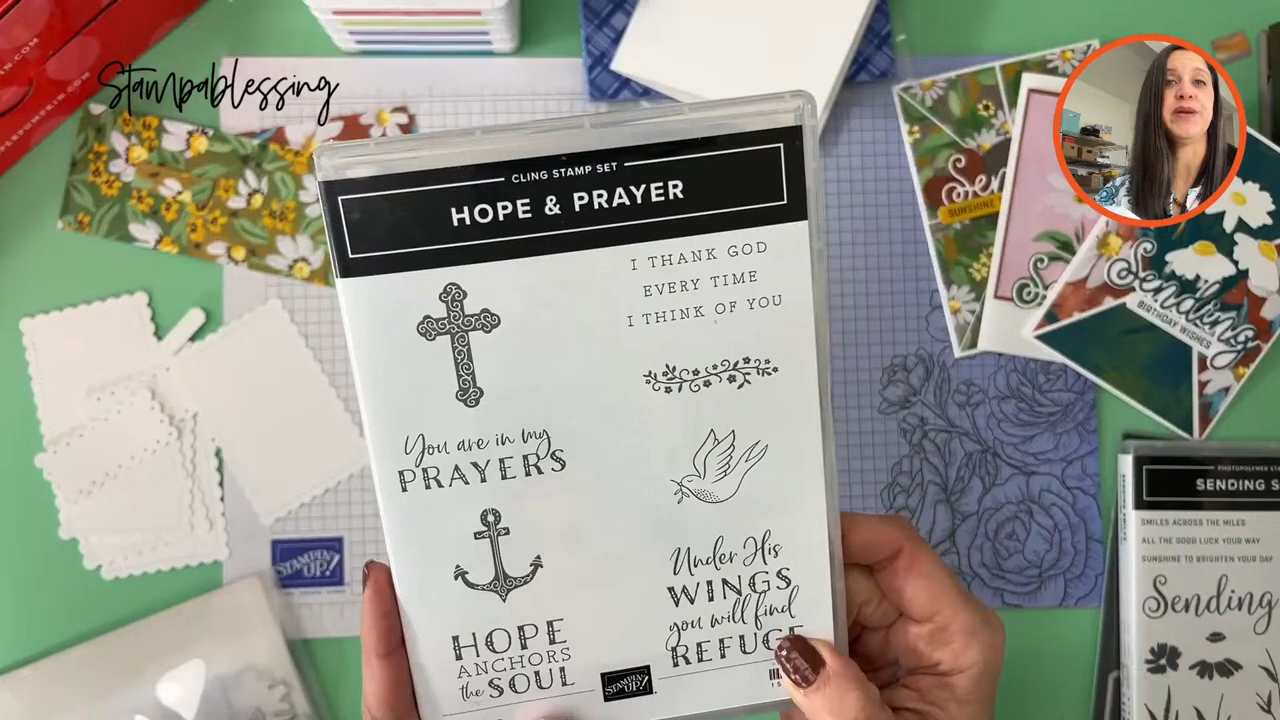 Stampablessing
CLING STAMP SET
HOPE & PRAYER
I THANK GOD
EVERY TIME
I THINK OF YOU
You are in my
PRAYERS
HOPE
ANCHORS
the SOUL
Under His
WINGS
you will find
REFUGE
STAMPIN' UP!
STAMPIN' UP!
SUNSHINE
Sending
BIRTHDAY WISHES
SENDING S
SMILES ACROSS THE MILES
ALL THE GOOD LUCK YOUR WAY
SUNSHINE TO BRIGHTEN YOUR DAY
Sending